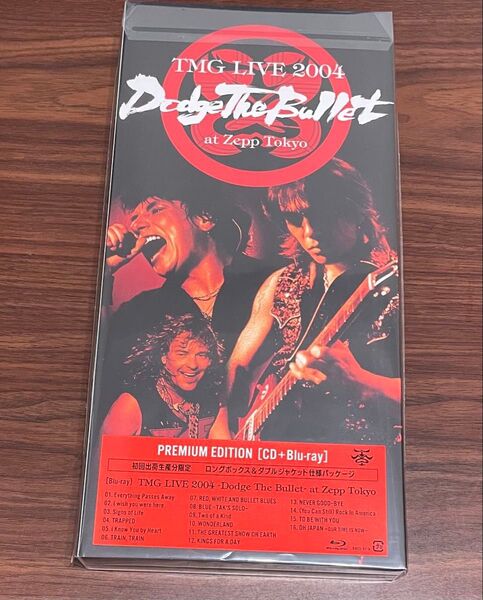 TMG LIVE 2004
Dodge The Bullet
at Zepp Tokyo
PREMIUM EDITION [CD+Blu-ray]
初回出荷生産分限定 ロングボックス&ダブルジャケット仕様パッケージ
[Blu-ray] TMG LIVE 2004 -Dodge The Bullet- at Zepp Tokyo
01. Everything Passes Away
02. I wish you were here
03. Signs of Life
04. TRAPPED
05. I Know You by Heart
06. TRAIN, TRAIN
07. RED, WHITE AND BULLET BLUES
08. BLUE -TAK'S SOLO-
09. Two of a Kind
10. WONDERLAND
11. THE GREATEST SHOW ON EARTH
12. KINGS FOR A DAY
13. NEVER GOOD-BYE
14. (You Can Still) Rock In America
15. TO BE WITH YOU
16. OH JAPAN -OUR TIME IS NOW-
Blu-ray